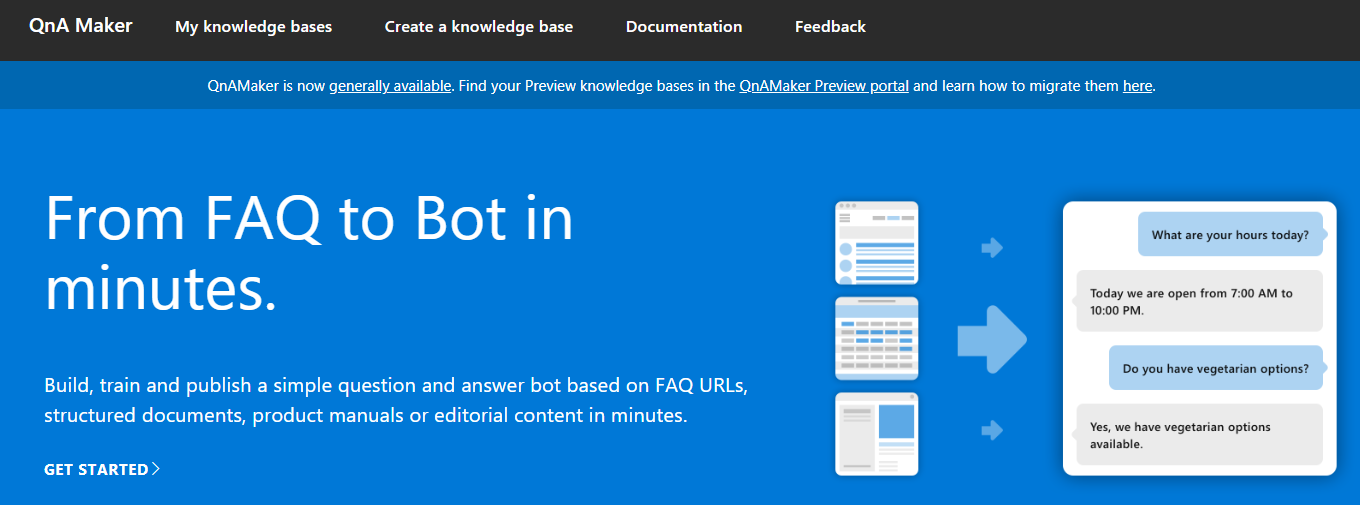 QnA Maker My knowledge bases Create a knowledge base Documentation Feedback
QnAMaker is now generally available. Find your Preview knowledge bases in the QnAMaker Preview portal and learn how to migrate them here.
From FAQ to Bot in
minutes.
Build, train and publish a simple question and answer bot based on FAQ URLs,
structured documents, product manuals or editorial content in minutes.
GET STARTED
What are your hours today?
Today we are open from 7:00 AM to
10:00 PM.
Do you have vegetarian options?
Yes, we have vegetarian options
available.